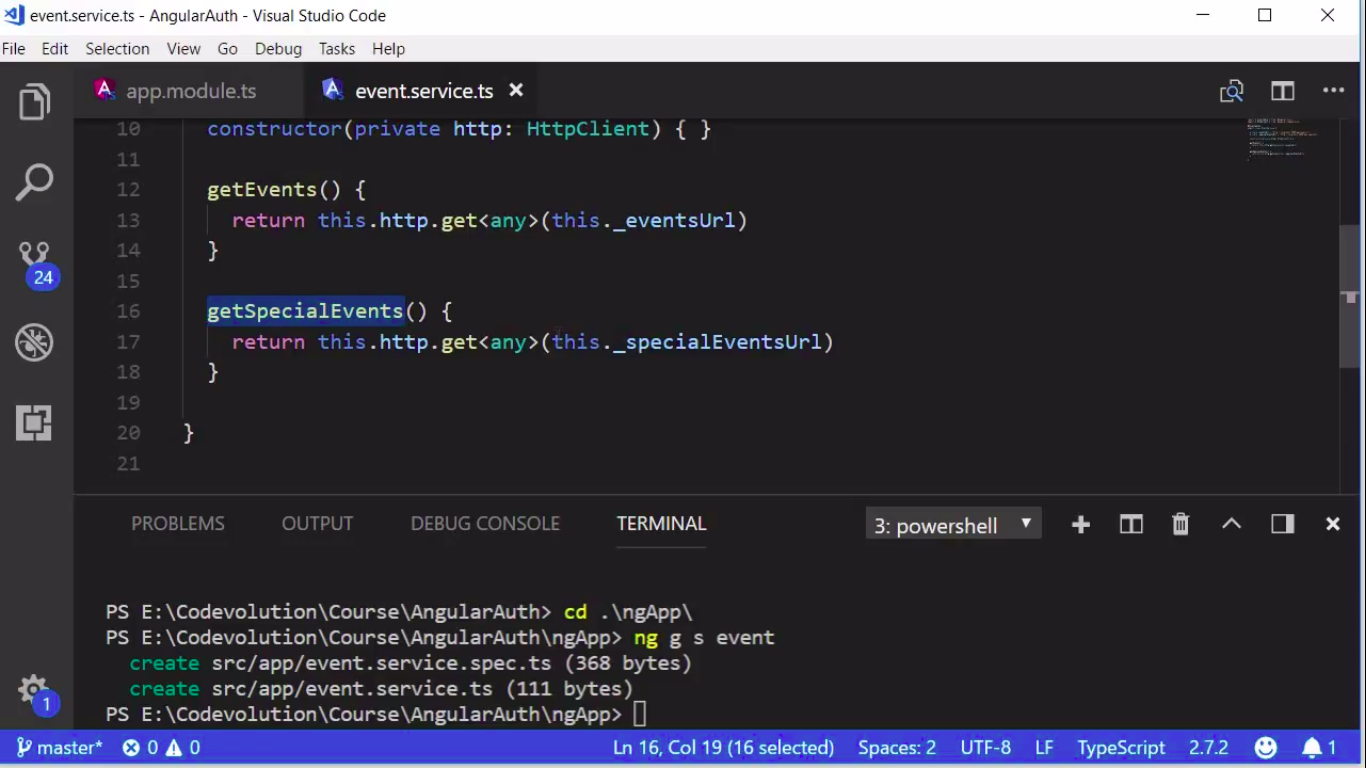 event.service.ts - AngularAuth - Visual Studio Code
File Edit Selection View Go Debug Tasks Help
app.module.ts event.service.ts
10 constructor(private http: HttpClient) { }
11
12 getEvents() {
13 return this.http.get<any>(this._eventsUrl)
14 }
15
16 getSpecialEvents() {
17 return this.http.get<any>(this._specialEventsUrl)
18 }
19
20 }
21
24
PROBLEMS OUTPUT DEBUG CONSOLE TERMINAL 3: powershell
PS E:\Codevolution\Course\AngularAuth> cd .\ngApp\
PS E:\Codevolution\Course\AngularAuth\ngApp> ng g s event
create src/app/event.service.spec.ts (368 bytes)
create src/app/event.service.ts (111 bytes)
PS E:\Codevolution\Course\AngularAuth\ngApp>
1
master* 0 0 Ln 16, Col 19 (16 selected) Spaces: 2 UTF-8 LF TypeScript 2.7.2 1